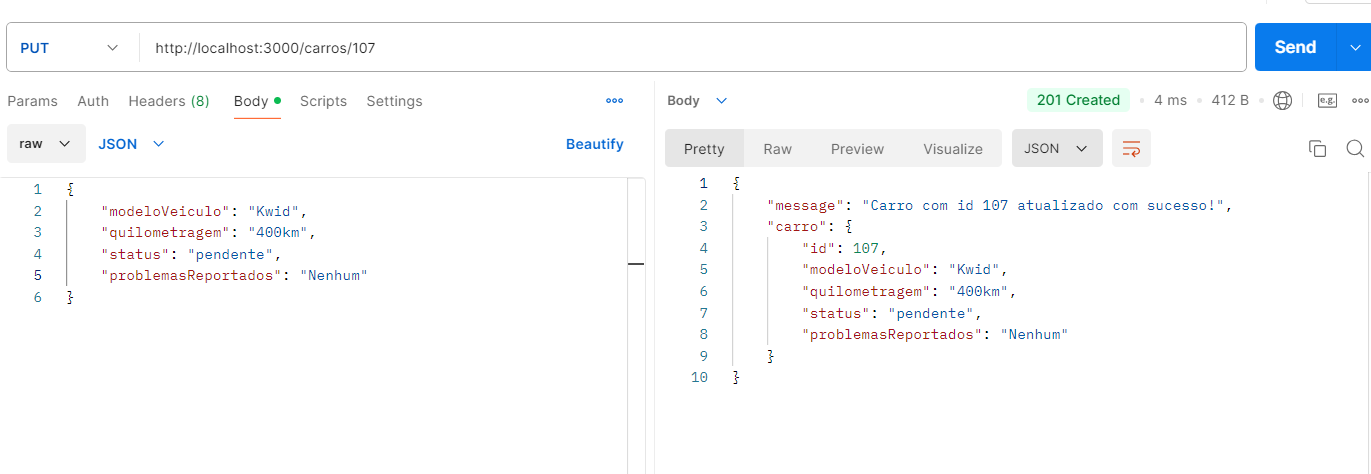 PUT http://localhost:3000/carros/107 Send
Params Auth Headers (8) Body Scripts Settings
raw JSON Beautify
1 {
2 "modeloVeiculo": "Kwid",
3 "quilometragem": "400km",
4 "status": "pendente",
5 "problemasReportados": "Nenhum"
6 }
Body 201 Created 4 ms 412 B e.g.
Pretty Raw Preview Visualize JSON
1 {
2 "message": "Carro com id 107 atualizado com sucesso!",
3 "carro": {
4 "id": 107,
5 "modeloVeiculo": "Kwid",
6 "quilometragem": "400km",
7 "status": "pendente",
8 "problemasReportados": "Nenhum"
9 }
10 }